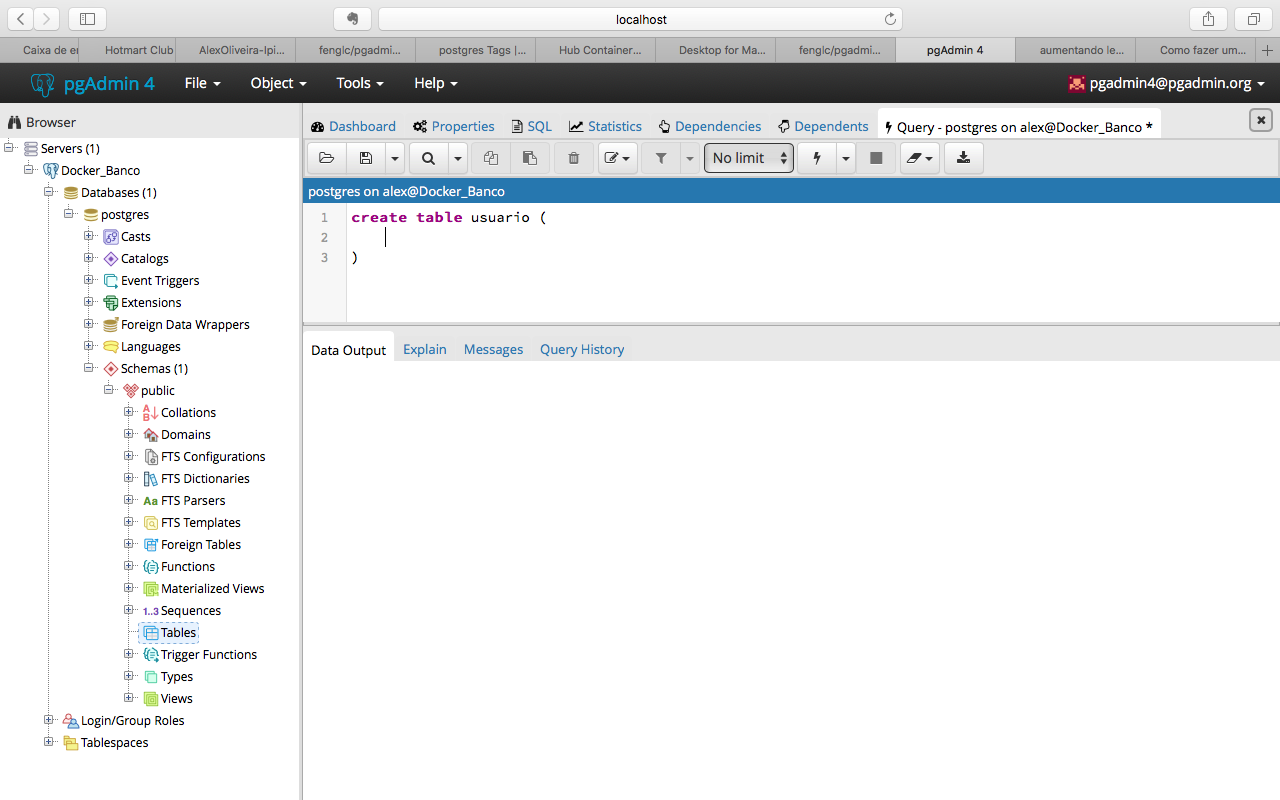 localhost
Caixa de e
Hotmart Club
AlexOliveira-Ipi...
fenglc/pgadmi...
postgres Tags |...
Hub Container...
Desktop for Ma...
fenglc/pgadmi...
pgAdmin 4
aumentando le...
Como fazer um...
pgAdmin 4
File
Object
Tools
Help
pgadmin4@pgadmin.org
Browser
Dashboard
Properties
SQL
Statistics
Dependencies
Dependents
Query - postgres on alex@Docker_Banco *
No limit
postgres on alex@Docker_Banco
1 create table usuario (
2
3 )
Data Output
Explain
Messages
Query History
Servers (1)
Docker_Banco
Databases (1)
postgres
Casts
Catalogs
Event Triggers
Extensions
Foreign Data Wrappers
Languages
Schemas (1)
public
Collations
Domains
FTS Configurations
FTS Dictionaries
Aa FTS Parsers
FTS Templates
Foreign Tables
Functions
Materialized Views
1..3 Sequences
Tables
Trigger Functions
Types
Views
Login/Group Roles
Tablespaces